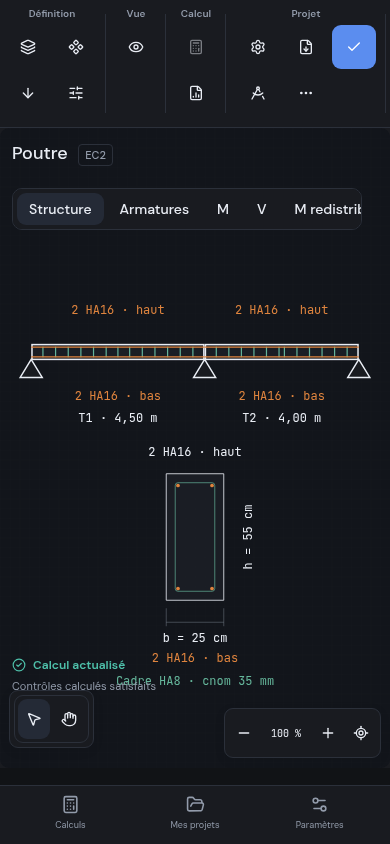 Définition
Vue
Calcul
Projet
Poutre EC2
Structure Armatures M V M redistrib
2 HA16 · haut 2 HA16 · haut
2 HA16 · bas 2 HA16 · bas
T1 · 4,50 m T2 · 4,00 m
2 HA16 · haut
h = 55 cm
b = 25 cm
Calcul actualisé
2 HA16 · bas
Contrôles calculés satisfaits
Cadre HA8 · cnom 35 mm
100 %
Calculs Mes projets Paramètres